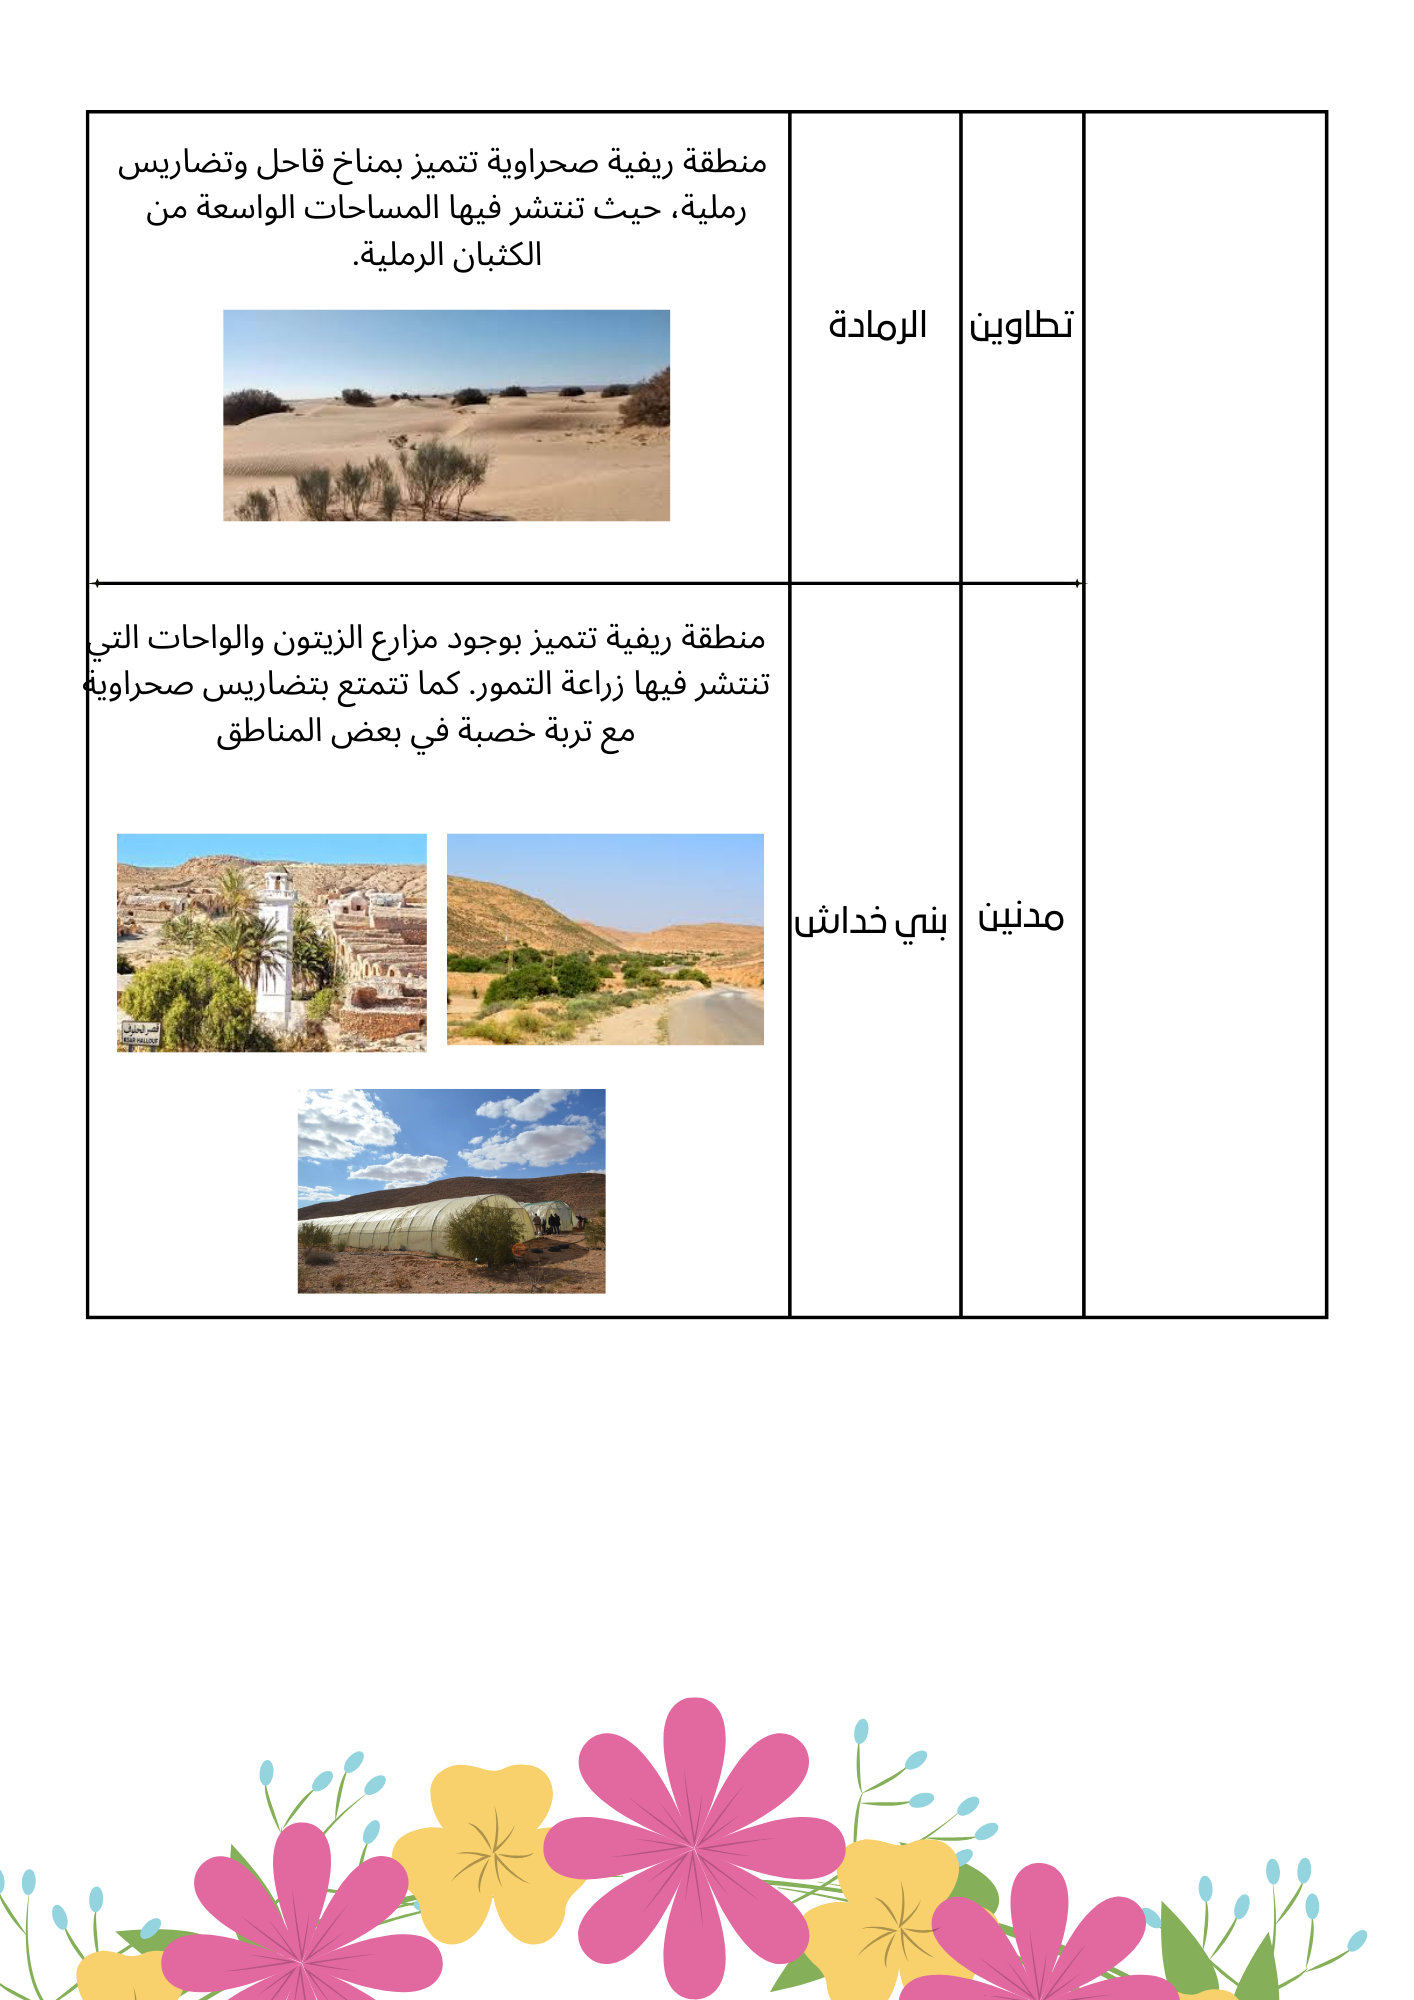 تطاوين
الرمادة
منطقة ريفية صحراوية تتميز بمناخ قاحل وتضاريس
رملية، حيث تنتشر فيها المساحات الواسعة من
الكثبان الرملية.
مدنين
بني خداش
منطقة ريفية تتميز بوجود مزارع الزيتون والواحات التي
تنتشر فيها زراعة التمور. كما تتمتع بتضاريس صحراوية
مع تربة خصبة في بعض المناطق
قصر الحلوف
KSAR HALLOUF